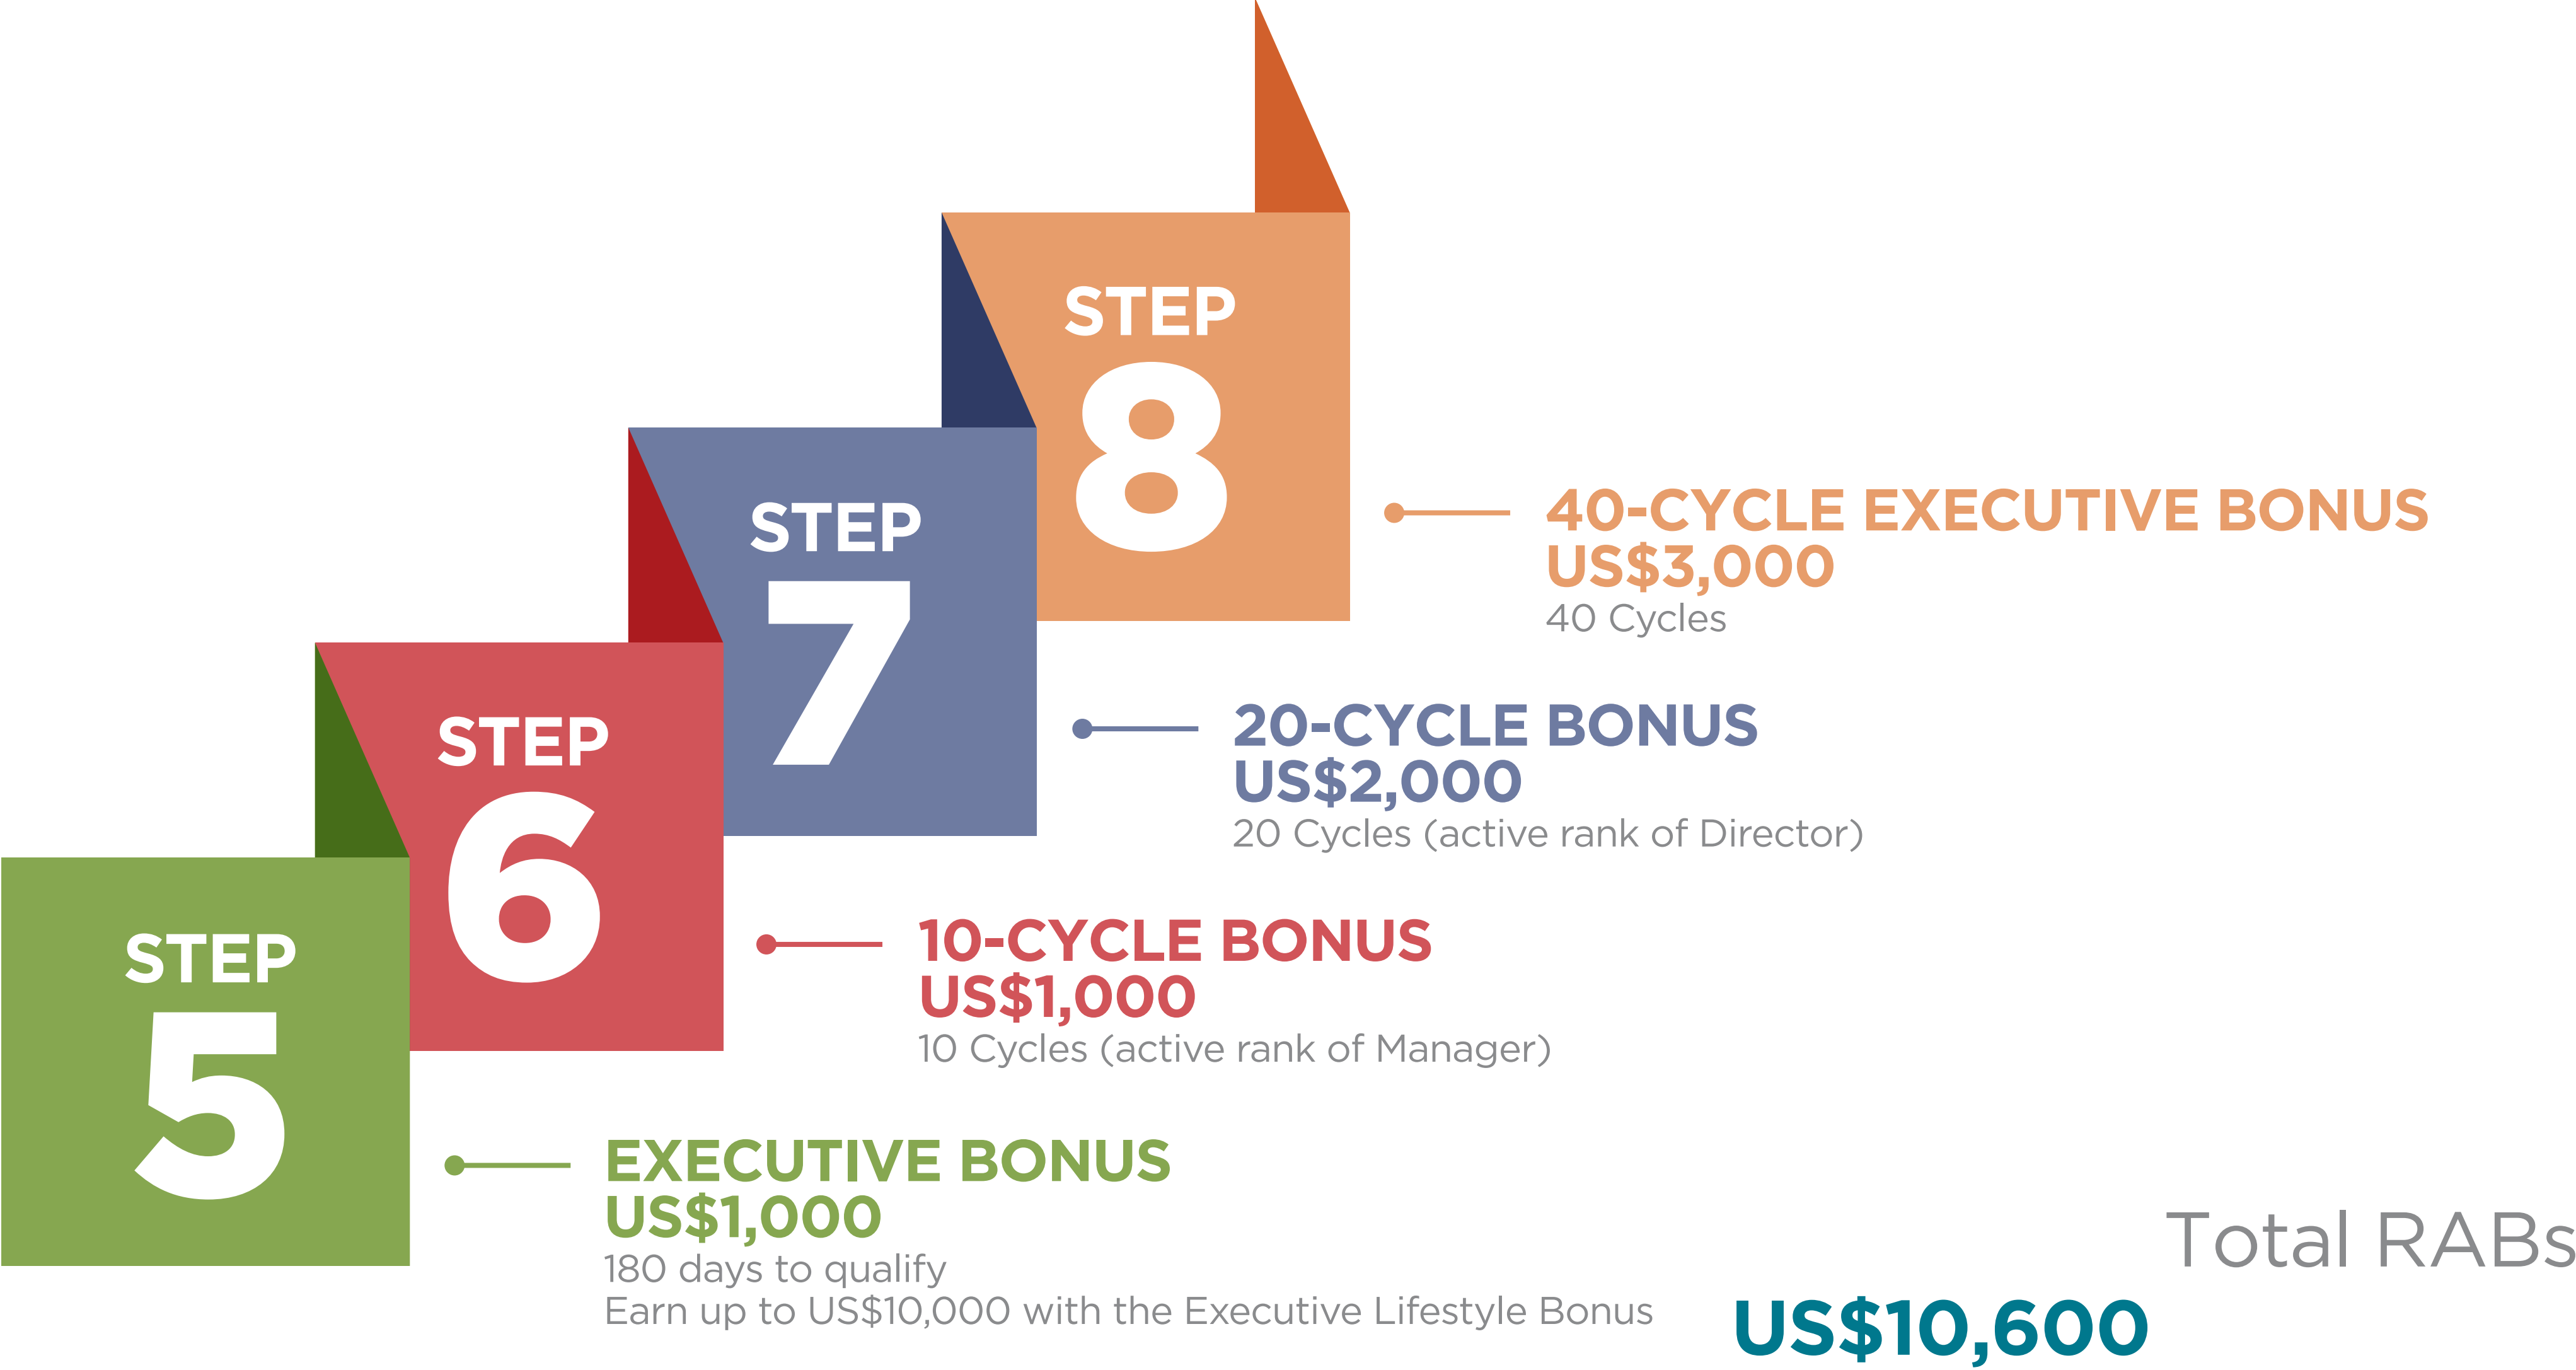 STEP
8
40-CYCLE EXECUTIVE BONUS
US$3,000
40 Cycles
STEP
7
20-CYCLE BONUS
US$2,000
20 Cycles (active rank of Director)
STEP
6
10-CYCLE BONUS
US$1,000
10 Cycles (active rank of Manager)
STEP
5
EXECUTIVE BONUS
US$1,000
180 days to qualify
Earn up to US$10,000 with the Executive Lifestyle Bonus
Total RABs
US$10,600